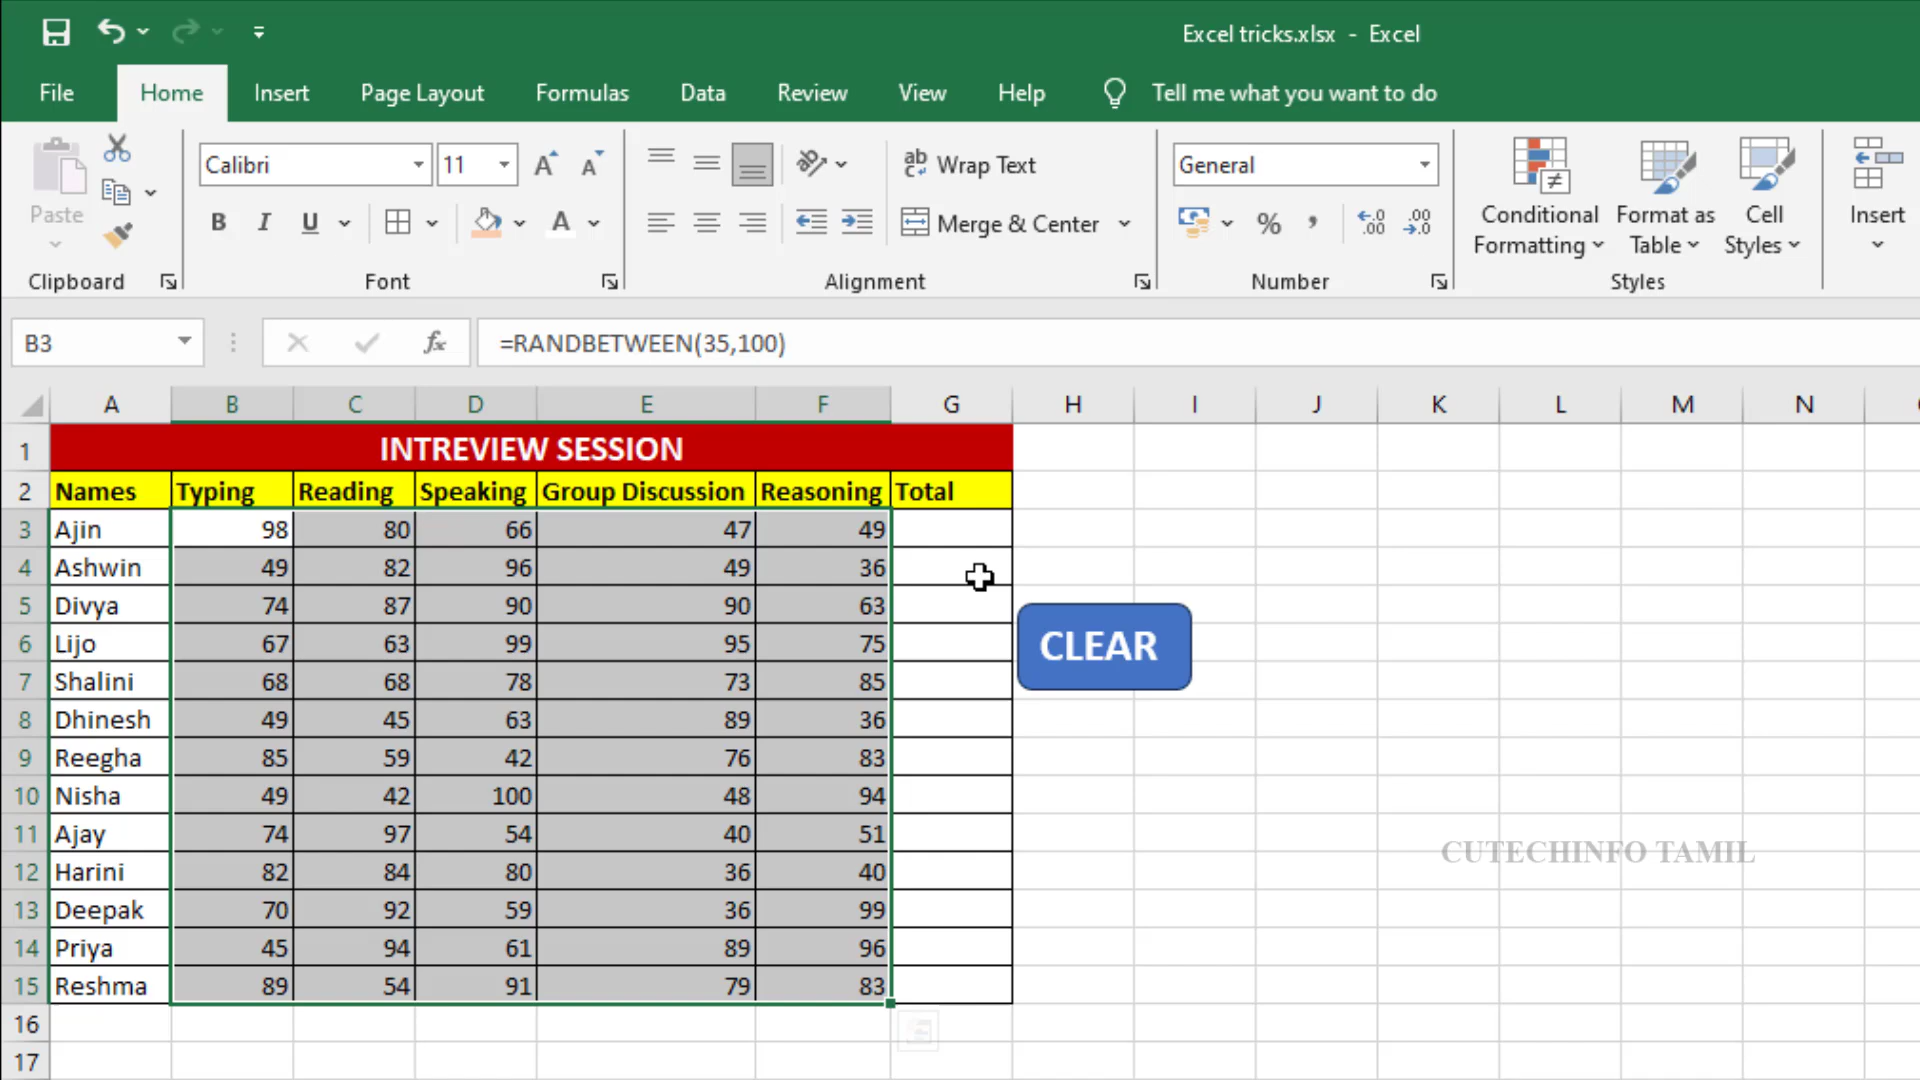 Excel tricks.xlsx - Excel
File Home Insert Page Layout Formulas Data Review View Help Tell me what you want to do
Paste
Clipboard
Calibri 11
B I U A
Font
ab Wrap Text
Merge & Center
Alignment
General
% , .00 .00
Number
Conditional Formatting
Format as Table
Cell Styles
Styles
Insert
B3 fx =RANDBETWEEN(35,100)
A B C D E F G H I J K L M N
1 INTREVIEW SESSION
2 Names Typing Reading Speaking Group Discussion Reasoning Total
3 Ajin 98 80 66 47 49
4 Ashwin 49 82 96 49 36
5 Divya 74 87 90 90 63
6 Lijo 67 63 99 95 75
CLEAR
7 Shalini 68 68 78 73 85
8 Dhinesh 49 45 63 89 36
9 Reegha 85 59 42 76 83
10 Nisha 49 42 100 48 94
11 Ajay 74 97 54 40 51
CUTECHINFO TAMIL
12 Harini 82 84 80 36 40
13 Deepak 70 92 59 36 99
14 Priya 45 94 61 89 96
15 Reshma 89 54 91 79 83
16
17